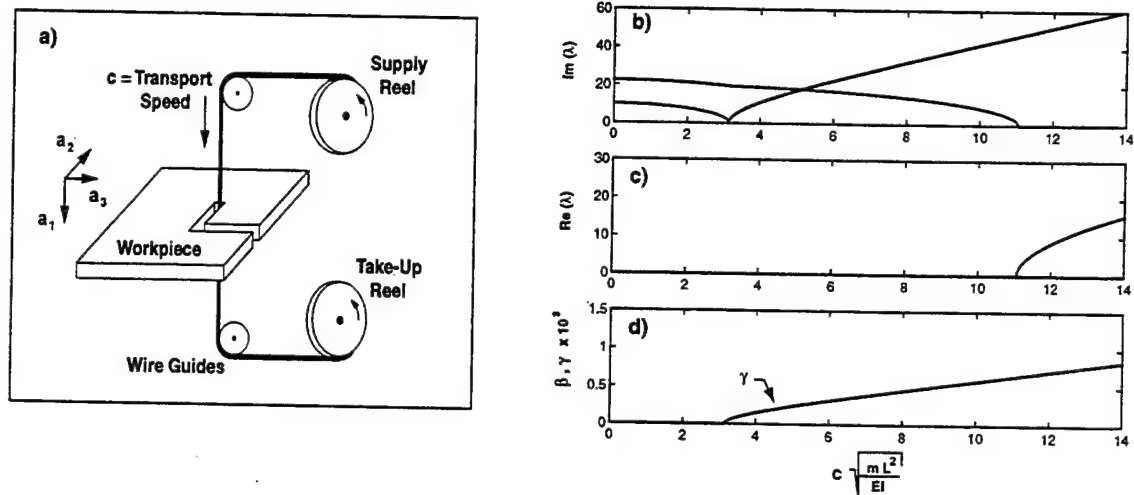 a)
c = Transport
Speed
Supply
Reel
a2
a3
a1
Workpiece
Take-Up
Reel
Wire Guides
b)
Im (λ)
60
40
20
0
0 2 4 6 8 10 12 14
c)
Re (λ)
30
20
10
0
0 2 4 6 8 10 12 14
d)
β , γ x 10³
1.5
1
0.5
0
γ
0 2 4 6 8 10 12 14
c √ m L² / EI